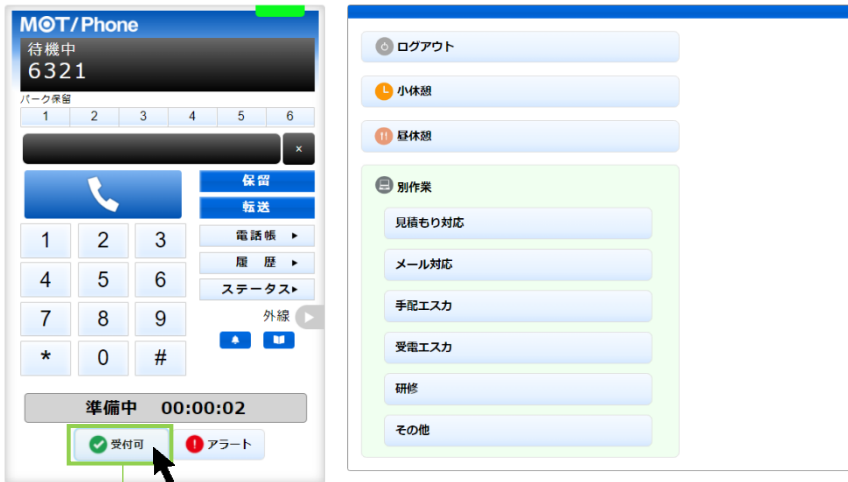 MOT/Phone
待機中
6321
パーク保留
1 2 3 4 5 6
×
保留
転送
1 2 3
電話帳 ▶
履 歴 ▶
4 5 6
ステータス▶
7 8 9
外線
* 0 #
準備中 00:00:02
受付可
アラート
ログアウト
小休憩
昼休憩
別作業
見積もり対応
メール対応
手配エスカ
受電エスカ
研修
その他